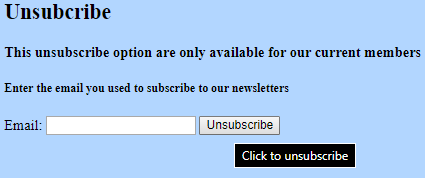 Unsubcribe
This unsubscribe option are only available for our current members
Enter the email you used to subscribe to our newsletters
Email: Unsubscribe
Click to unsubscribe